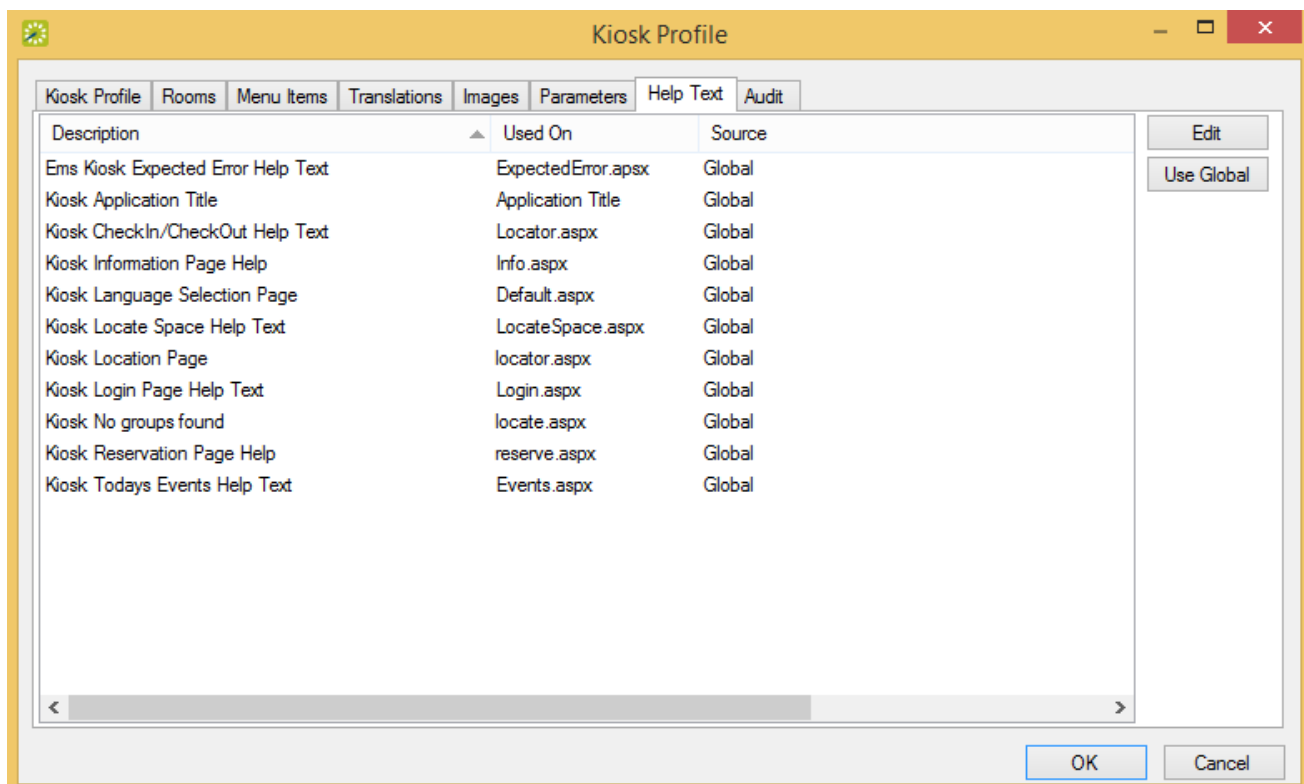 Kiosk Profile
Kiosk Profile Rooms Menu Items Translations Images Parameters Help Text Audit
Description Used On Source Edit
Ems Kiosk Expected Error Help Text ExpectedError.apsx Global Use Global
Kiosk Application Title Application Title Global
Kiosk CheckIn/CheckOut Help Text Locator.aspx Global
Kiosk Information Page Help Info.aspx Global
Kiosk Language Selection Page Default.aspx Global
Kiosk Locate Space Help Text LocateSpace.aspx Global
Kiosk Location Page locator.aspx Global
Kiosk Login Page Help Text Login.aspx Global
Kiosk No groups found locate.aspx Global
Kiosk Reservation Page Help reserve.aspx Global
Kiosk Todays Events Help Text Events.aspx Global
OK Cancel